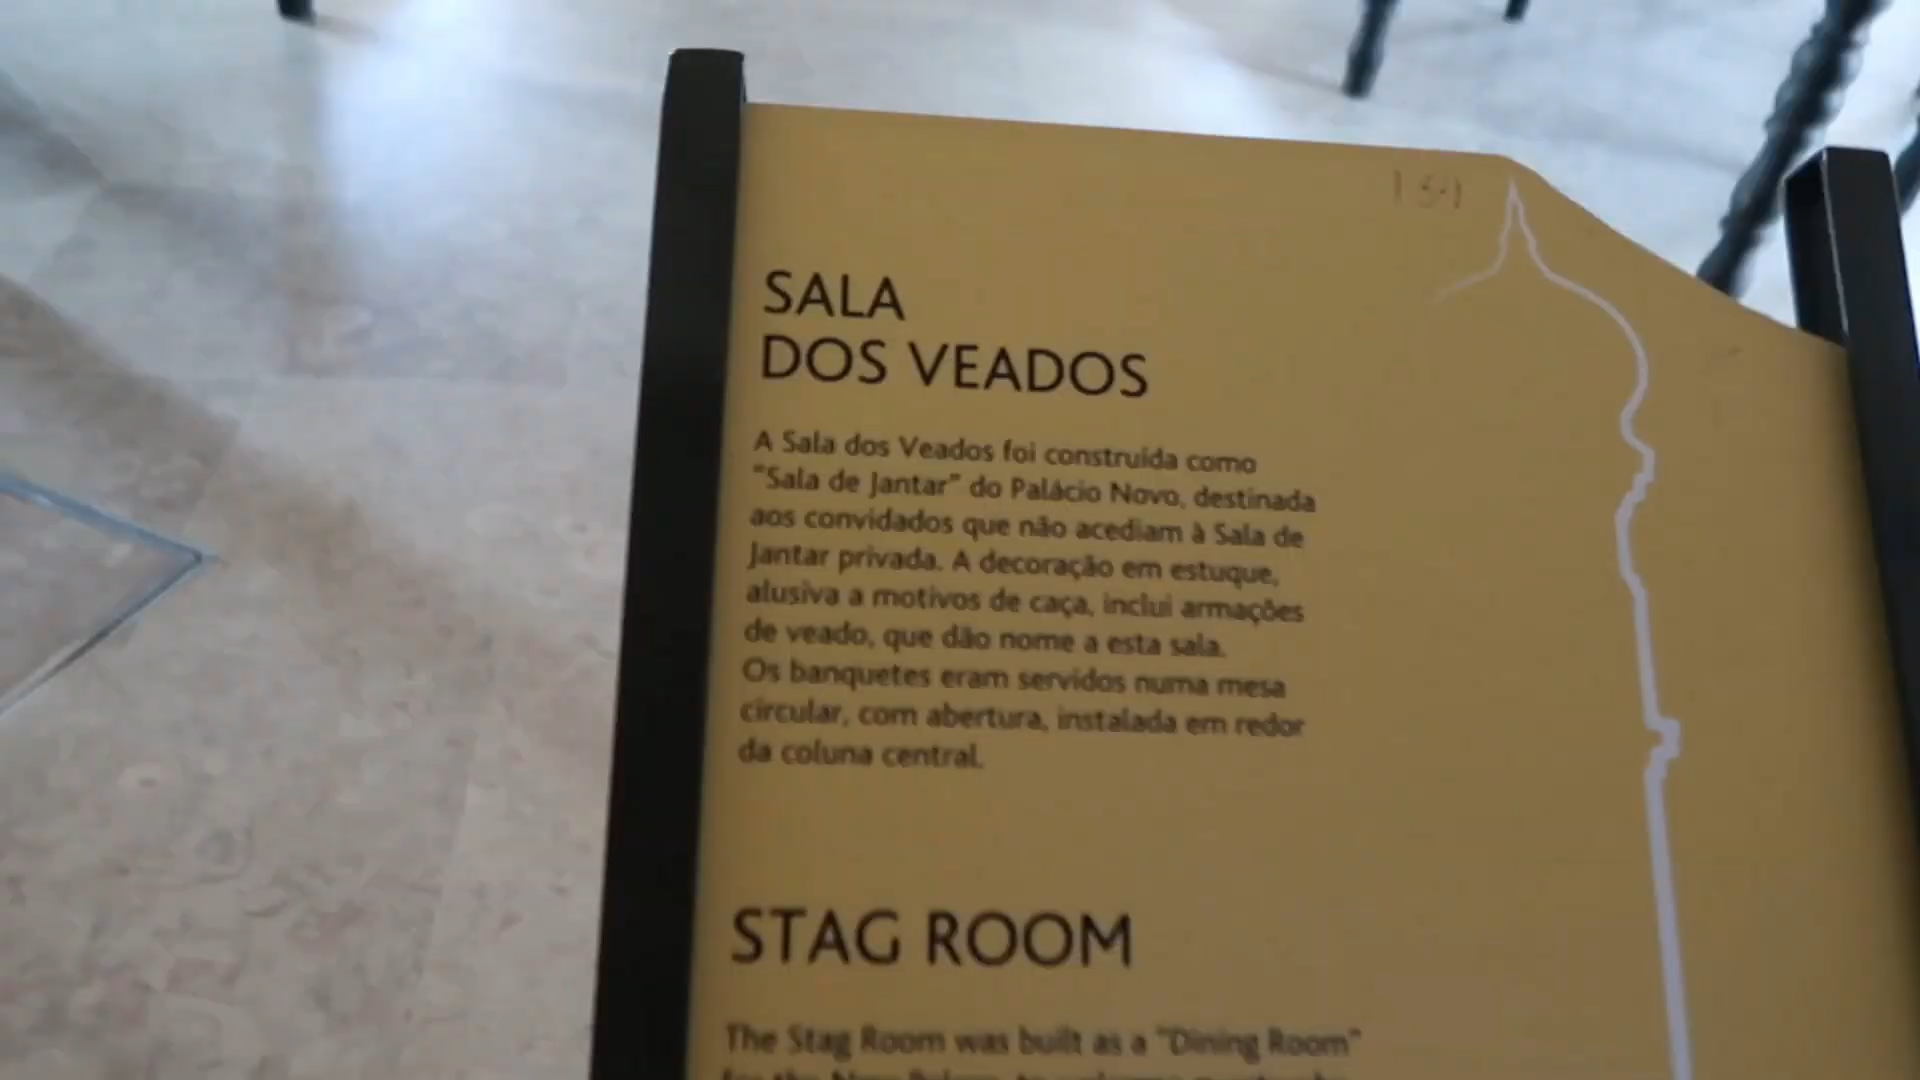 SALA
DOS VEADOS
A Sala dos Veados foi construída como
"Sala de Jantar" do Palácio Novo, destinada
aos convidados que não acediam à Sala de
Jantar privada. A decoração em estuque,
alusiva a motivos de caça, inclui armações
de veado, que dão nome a esta sala.
Os banquetes eram servidos numa mesa
circular, com abertura, instalada em redor
da coluna central.
STAG ROOM
The Stag Room was built as a "Dining Room"